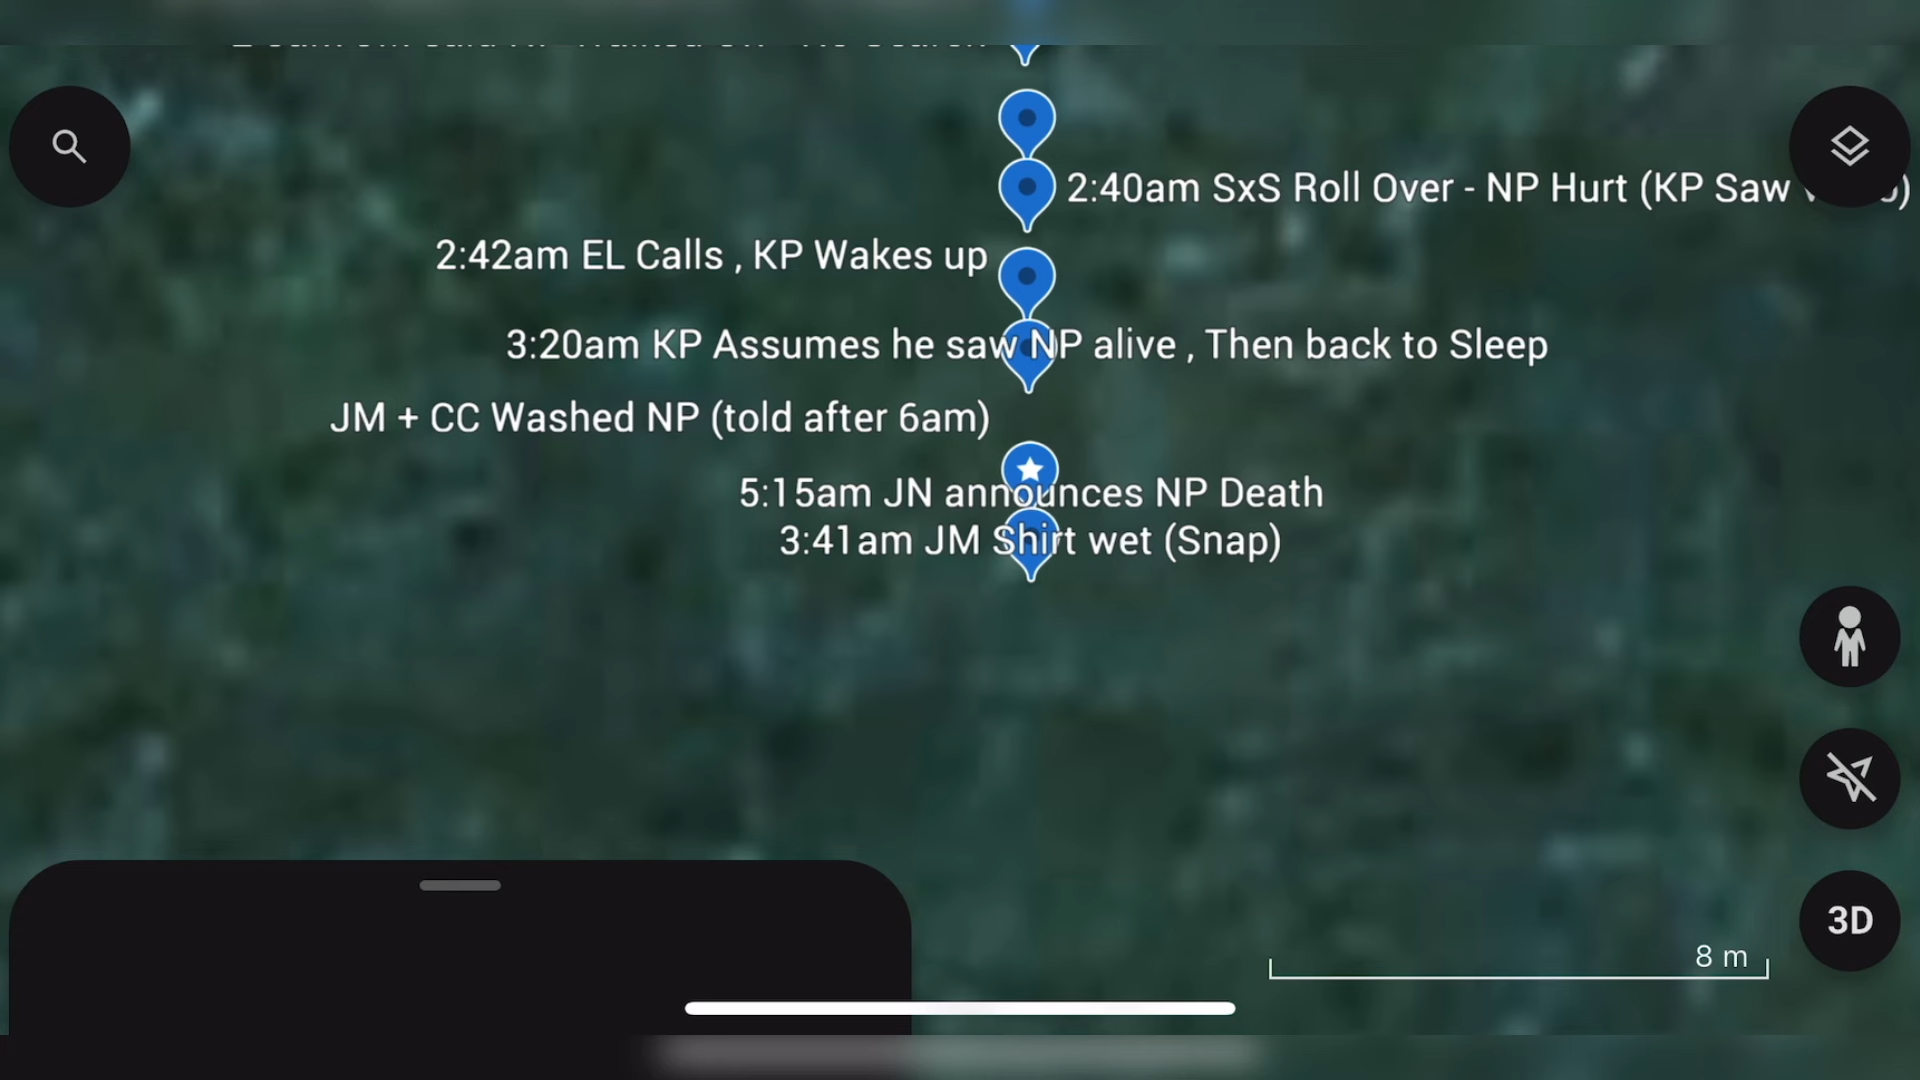 2:40am SxS Roll Over - NP Hurt (KP Saw
2:42am EL Calls , KP Wakes up
3:20am KP Assumes he saw NP alive , Then back to Sleep
JM + CC Washed NP (told after 6am)
5:15am JN announces NP Death
3:41am JM Shirt wet (Snap)
3D
8 m